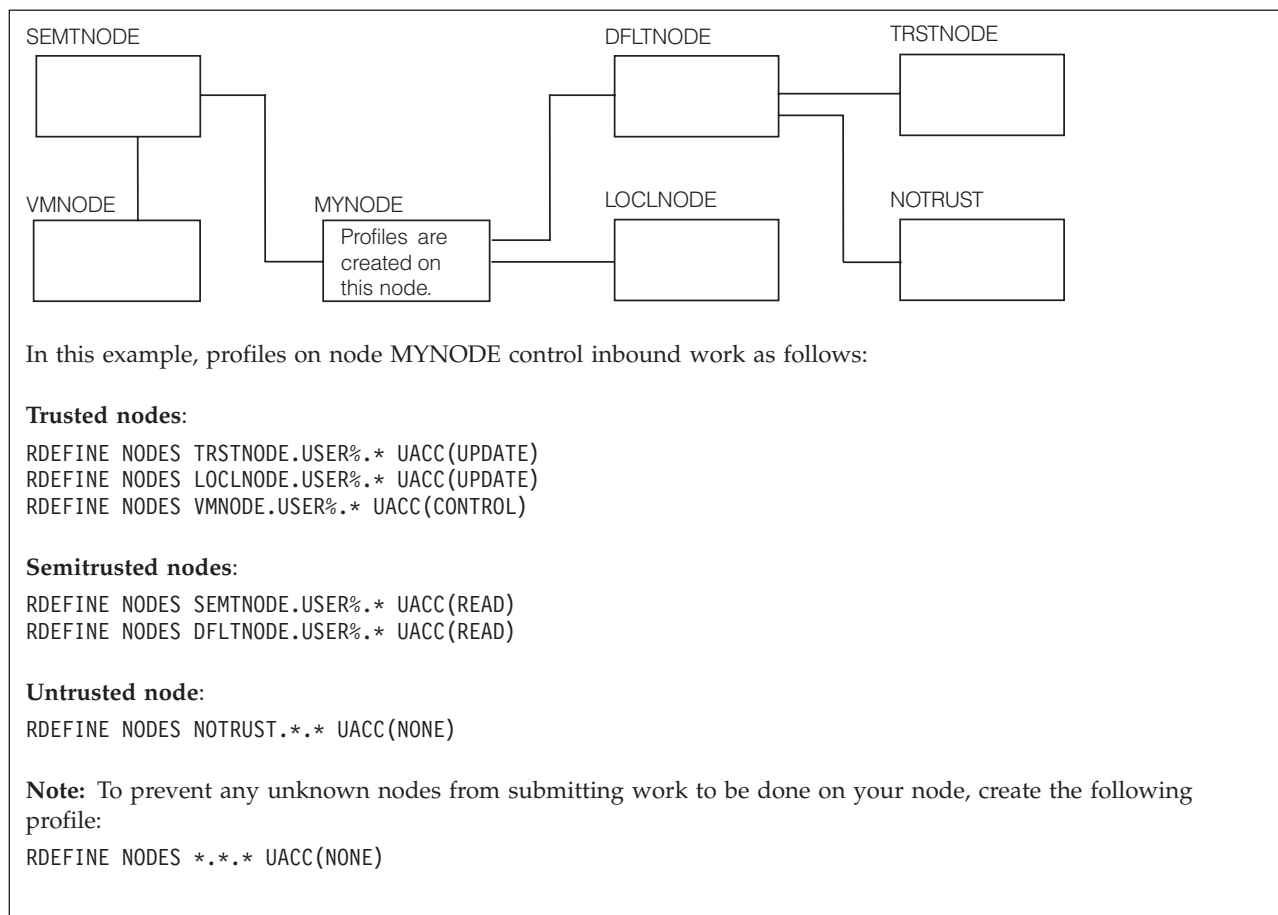 SEMTNODE
DFLTNODE
TRSTNODE
VMNODE
MYNODE
LOCLNODE
NOTRUST
Profiles are
created on
this node.
In this example, profiles on node MYNODE control inbound work as follows:
Trusted nodes:
RDEFINE NODES TRSTNODE.USER%.* UACC(UPDATE)
RDEFINE NODES LOCLNODE.USER%.* UACC(UPDATE)
RDEFINE NODES VMNODE.USER%.* UACC(CONTROL)
Semitrusted nodes:
RDEFINE NODES SEMTNODE.USER%.* UACC(READ)
RDEFINE NODES DFLTNODE.USER%.* UACC(READ)
Untrusted node:
RDEFINE NODES NOTRUST.*.* UACC(NONE)
Note: To prevent any unknown nodes from submitting work to be done on your node, create the following
profile:
RDEFINE NODES *.*.* UACC(NONE)